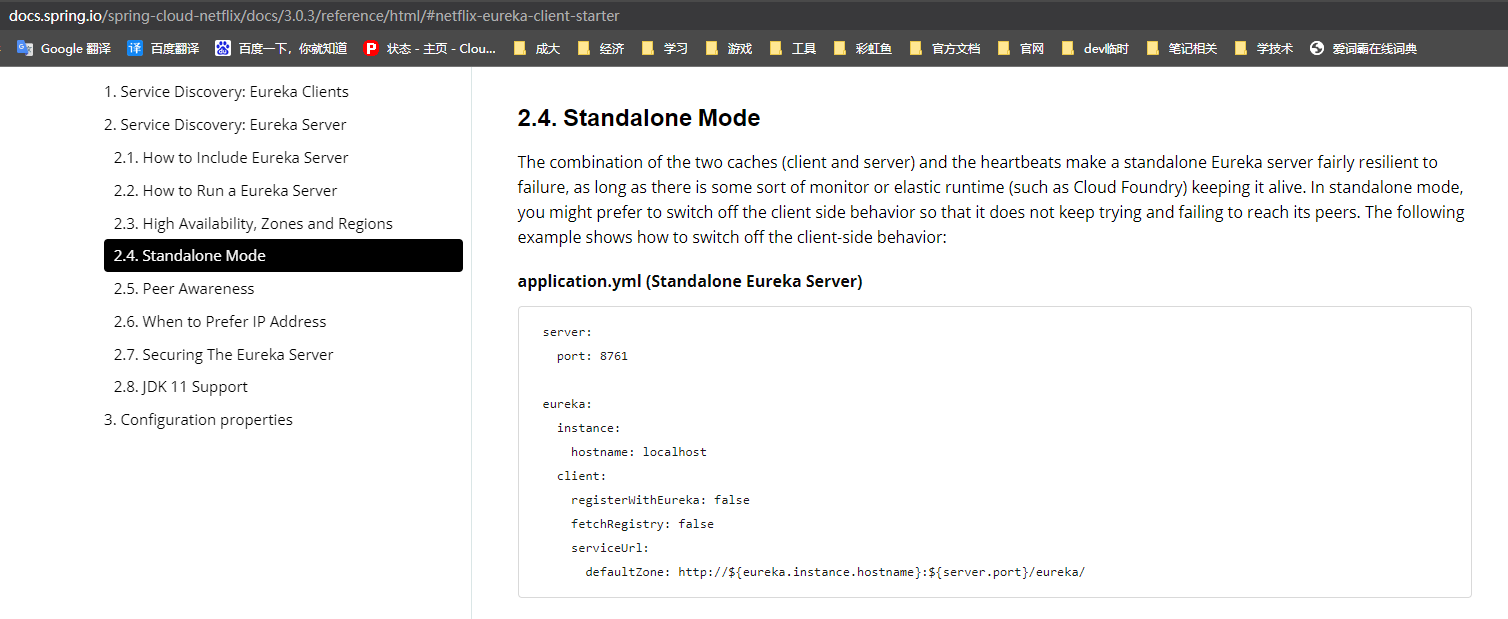 docs.spring.io/spring-cloud-netflix/docs/3.0.3/reference/html/#netflix-eureka-client-starter
Google 翻译 译 百度翻译 百度一下，你就知道 P 状态 - 主页 - Clou... 成大 经济 学习 游戏 工具 彩虹鱼 官方文档 官网 dev临时 笔记相关 学技术 爱词霸在线词典
1. Service Discovery: Eureka Clients
2. Service Discovery: Eureka Server
2.1. How to Include Eureka Server
2.2. How to Run a Eureka Server
2.3. High Availability, Zones and Regions
2.4. Standalone Mode
2.5. Peer Awareness
2.6. When to Prefer IP Address
2.7. Securing The Eureka Server
2.8. JDK 11 Support
3. Configuration properties
2.4. Standalone Mode
The combination of the two caches (client and server) and the heartbeats make a standalone Eureka server fairly resilient to
failure, as long as there is some sort of monitor or elastic runtime (such as Cloud Foundry) keeping it alive. In standalone mode,
you might prefer to switch off the client side behavior so that it does not keep trying and failing to reach its peers. The following
example shows how to switch off the client-side behavior:
application.yml (Standalone Eureka Server)
server:
  port: 8761
eureka:
  instance:
    hostname: localhost
  client:
    registerWithEureka: false
    fetchRegistry: false
    serviceUrl:
      defaultZone: http://${eureka.instance.hostname}:${server.port}/eureka/